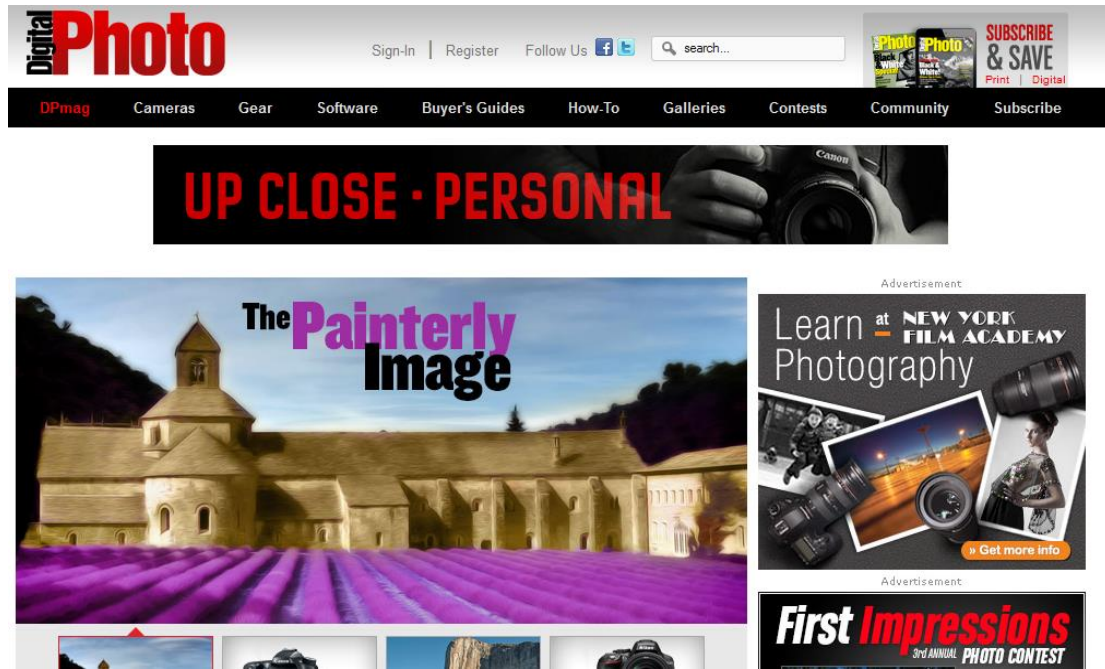 Digital Photo
Sign-In | Register Follow Us search...
SUBSCRIBE
& SAVE
Print | Digital
DPmag Cameras Gear Software Buyer's Guides How-To Galleries Contests Community Subscribe
UP CLOSE · PERSONAL
Canon
The Painterly
Image
Advertisement
Learn at NEW YORK
FILM ACADEMY
Photography
» Get more info
Advertisement
First Impressions
3rd ANNUAL PHOTO CONTEST